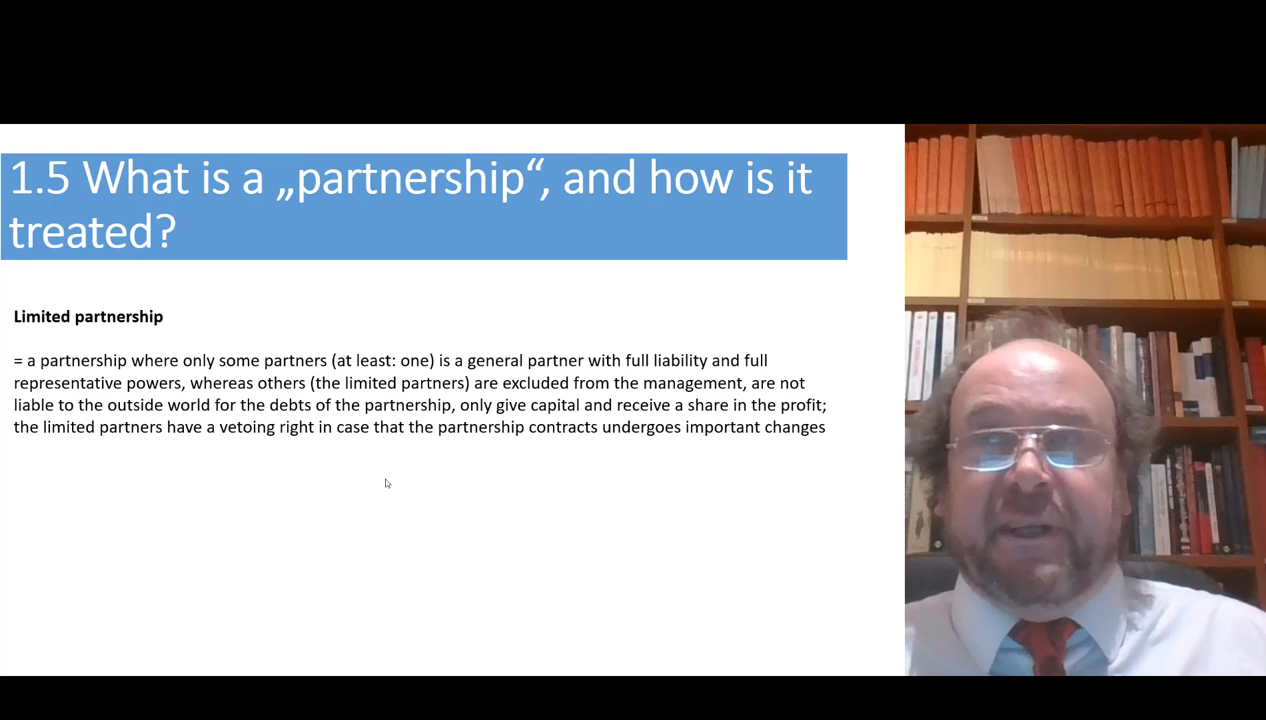 1.5 What is a „partnership“, and how is it
treated?
Limited partnership
= a partnership where only some partners (at least: one) is a general partner with full liability and full
representative powers, whereas others (the limited partners) are excluded from the management, are not
liable to the outside world for the debts of the partnership, only give capital and receive a share in the profit;
the limited partners have a vetoing right in case that the partnership contracts undergoes important changes